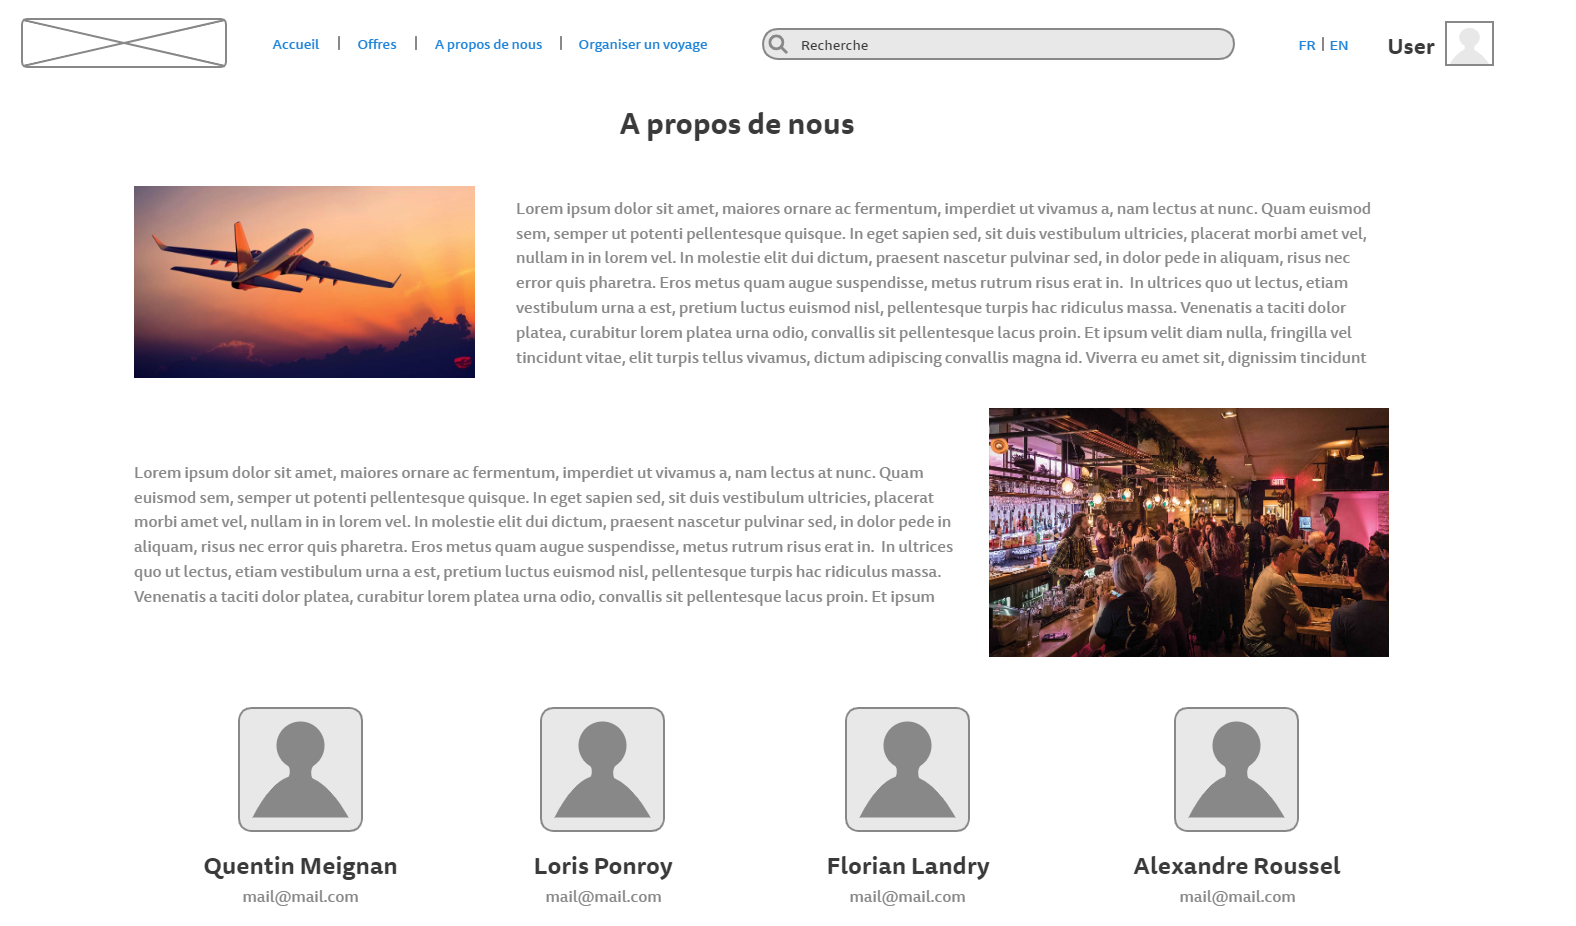 Accueil | Offres | A propos de nous | Organiser un voyage
Recherche
FR | EN
User
A propos de nous
Lorem ipsum dolor sit amet, maiores ornare ac fermentum, imperdiet ut vivamus a, nam lectus at nunc. Quam euismod
sem, semper ut potenti pellentesque quisque. In eget sapien sed, sit duis vestibulum ultricies, placerat morbi amet vel,
nullam in in lorem vel. In molestie elit dui dictum, praesent nascetur pulvinar sed, in dolor pede in aliquam, risus nec
error quis pharetra. Eros metus quam augue suspendisse, metus rutrum risus erat in.  In ultrices quo ut lectus, etiam
vestibulum urna a est, pretium luctus euismod nisl, pellentesque turpis hac ridiculus massa. Venenatis a taciti dolor
platea, curabitur lorem platea urna odio, convallis sit pellentesque lacus proin. Et ipsum velit diam nulla, fringilla vel
tincidunt vitae, elit turpis tellus vivamus, dictum adipiscing convallis magna id. Viverra eu amet sit, dignissim tincidunt
Lorem ipsum dolor sit amet, maiores ornare ac fermentum, imperdiet ut vivamus a, nam lectus at nunc. Quam
euismod sem, semper ut potenti pellentesque quisque. In eget sapien sed, sit duis vestibulum ultricies, placerat
morbi amet vel, nullam in in lorem vel. In molestie elit dui dictum, praesent nascetur pulvinar sed, in dolor pede in
aliquam, risus nec error quis pharetra. Eros metus quam augue suspendisse, metus rutrum risus erat in.  In ultrices
quo ut lectus, etiam vestibulum urna a est, pretium luctus euismod nisl, pellentesque turpis hac ridiculus massa.
Venenatis a taciti dolor platea, curabitur lorem platea urna odio, convallis sit pellentesque lacus proin. Et ipsum
Quentin Meignan
mail@mail.com
Loris Ponroy
mail@mail.com
Florian Landry
mail@mail.com
Alexandre Roussel
mail@mail.com